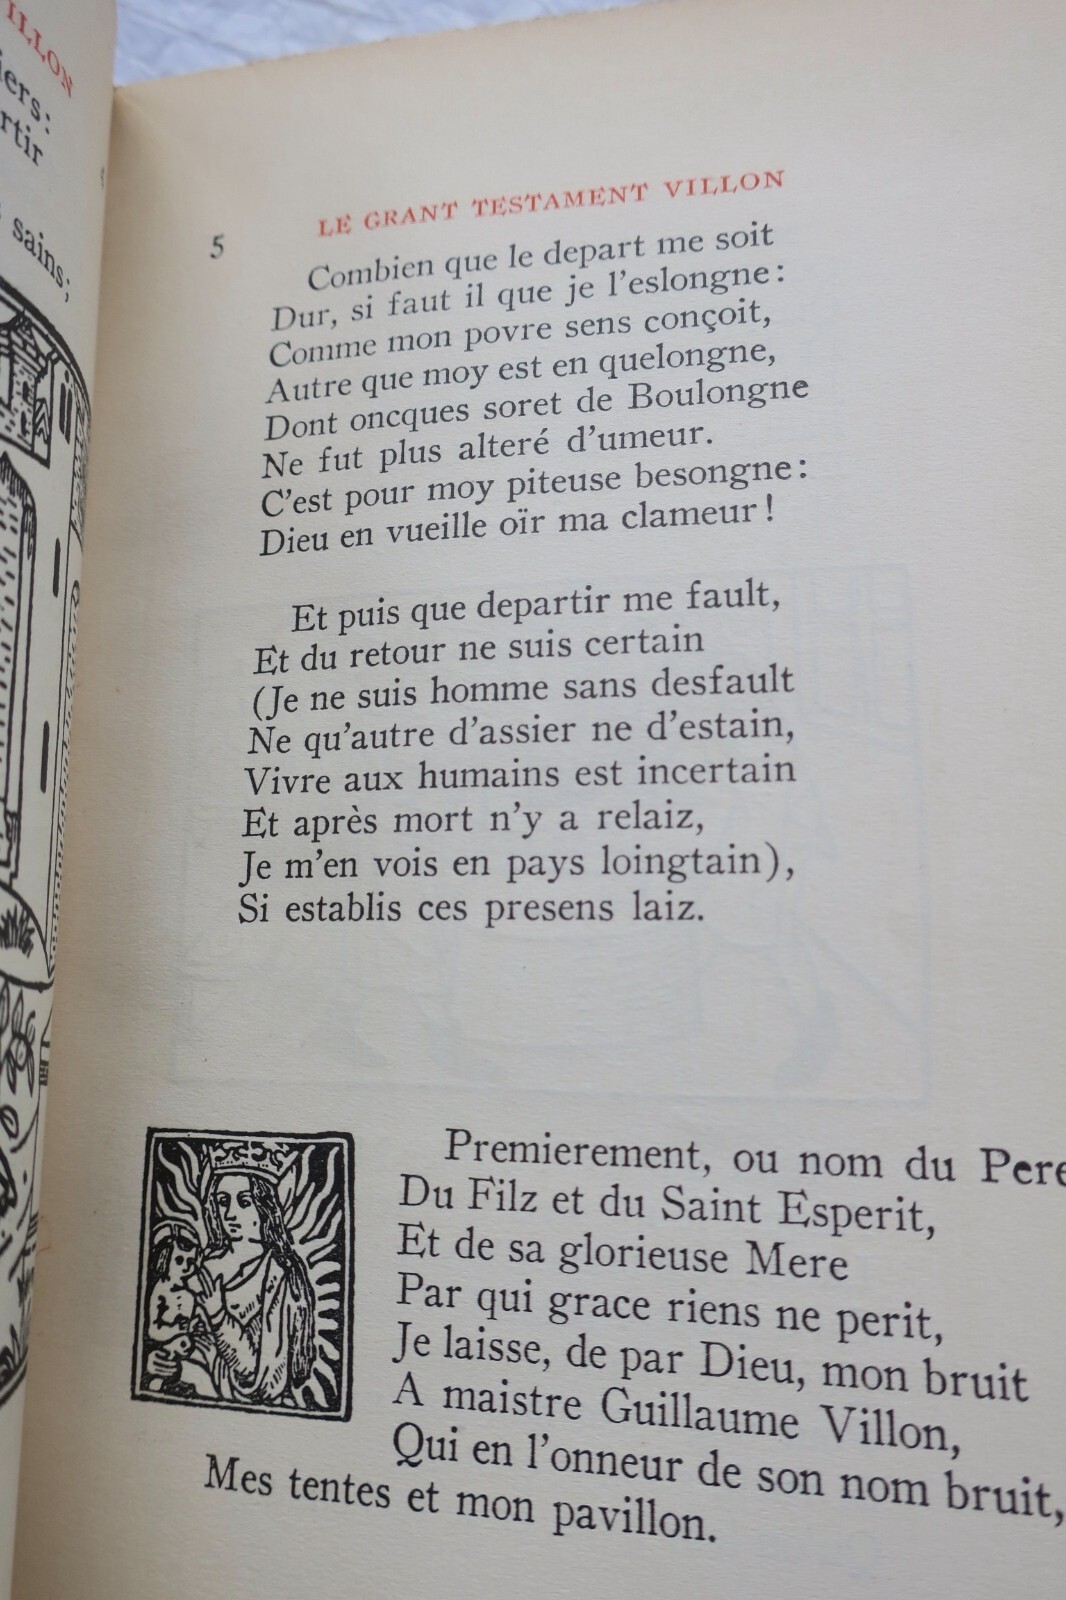 ILLON
iers:
rtir
sains;
LE GRANT TESTAMENT VILLON
5
Combien que le depart me soit
Dur, si faut il que je l'eslongne:
Comme mon povre sens conçoit,
Autre que moy est en quelongne,
Dont oncques soret de Boulongne
Ne fut plus alteré d'umeur.
C'est pour moy piteuse besongne:
Dieu en vueille oïr ma clameur!
Et puis que departir me fault,
Et du retour ne suis certain
(Je ne suis homme sans desfault
Ne qu'autre d'assier ne d'estain,
Vivre aux humains est incertain
Et après mort n'y a relaiz,
Je m'en vois en pays loingtain),
Si establis ces presens laiz.
Premierement, ou nom du Pere
Du Filz et du Saint Esperit,
Et de sa glorieuse Mere
Par qui grace riens ne perit,
Je laisse, de par Dieu, mon bruit
A maistre Guillaume Villon,
Qui en l'onneur de son nom bruit,
Mes tentes et mon pavillon.